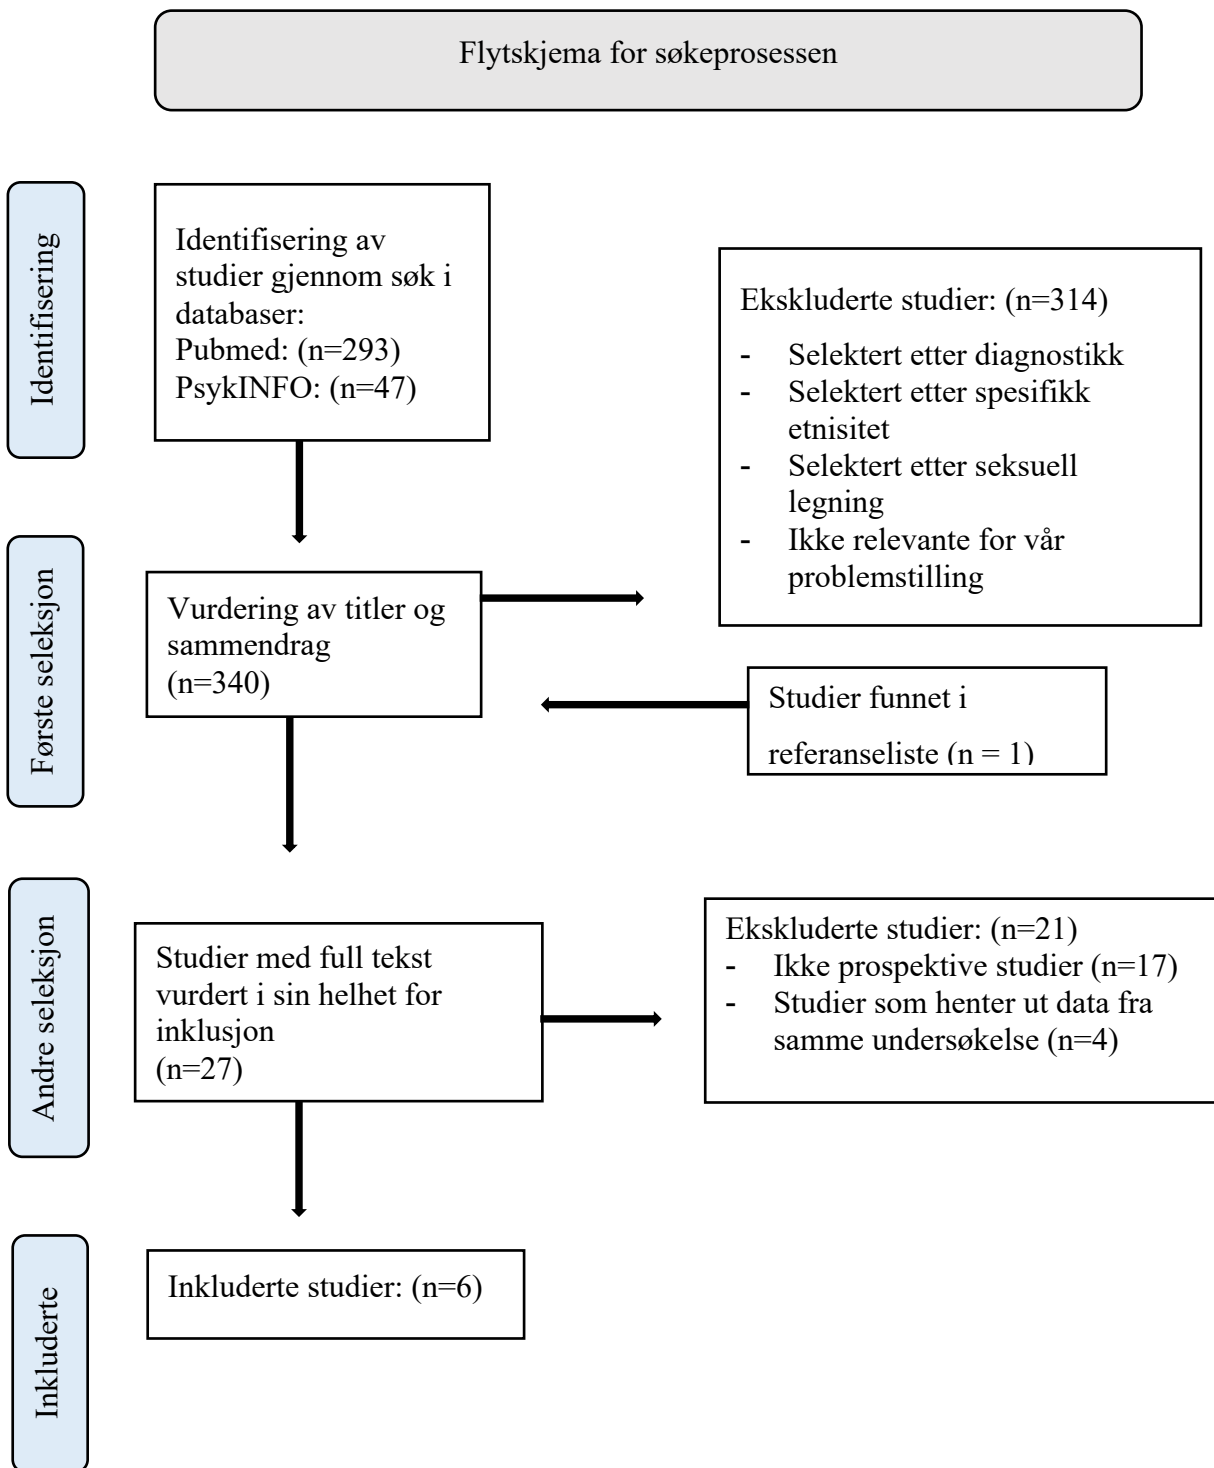 Flytskjema for søkeprosessen
Identifisering
Identifisering av
studier gjennom søk i
databaser:
Pubmed: (n=293)
PsykINFO: (n=47)
Ekskluderte studier: (n=314)
- Selektert etter diagnostikk
- Selektert etter spesifikk
etnisitet
- Selektert etter seksuell
legning
- Ikke relevante for vår
problemstilling
Første seleksjon
Vurdering av titler og
sammendrag
(n=340)
Studier funnet i
referanseliste (n = 1)
Andre seleksjon
Studier med full tekst
vurdert i sin helhet for
inklusjon
(n=27)
Ekskluderte studier: (n=21)
- Ikke prospektive studier (n=17)
- Studier som henter ut data fra
samme undersøkelse (n=4)
Inkluderte
Inkluderte studier: (n=6)